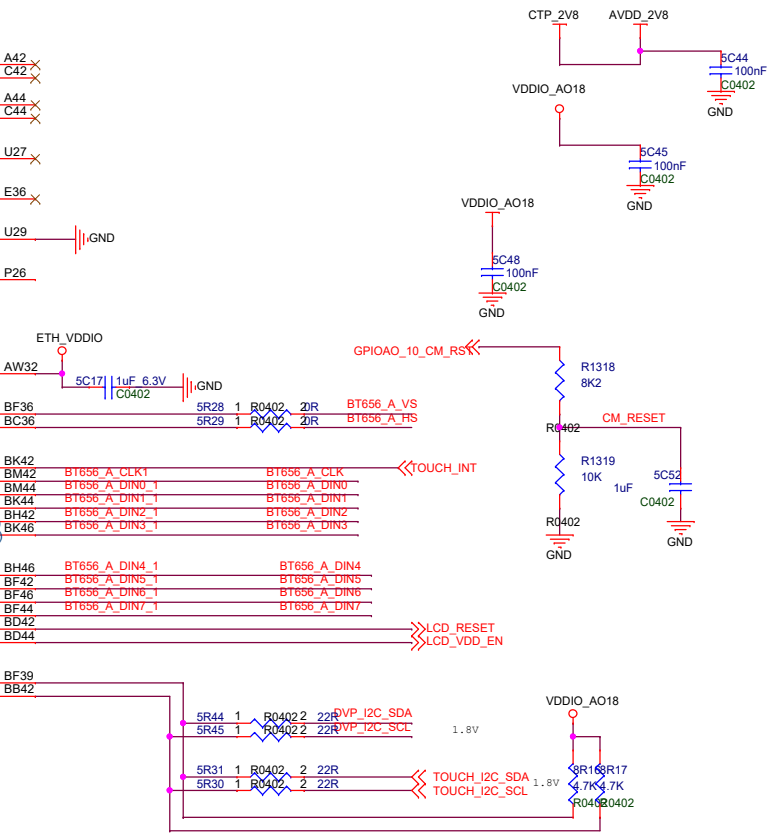 CTP_2V8 AVDD_2V8
A42
C42
5C44
100nF
C0402
GND
A44
C44
VDDIO_AO18
U27
5C45
100nF
C0402
GND
E36
VDDIO_AO18
U29 GND
5C48
100nF
C0402
GND
P26
ETH_VDDIO
GPIOAO_10_CM_RST
AW32
5C17 1uF_6.3V GND
C0402
R1318
8K2
BF36 5R28 1 R0402 2 0R BT656_A_VS
BC36 5R29 1 R0402 2 0R BT656_A_HS
CM_RESET
R0402
BK42 TOUCH_INT
BM42 BT656_A_CLK1 BT656_A_CLK
BM44 BT656_A_DIN0_1 BT656_A_DIN0
BK44 BT656_A_DIN1_1 BT656_A_DIN1
BH42 BT656_A_DIN2_1 BT656_A_DIN2
BK46 BT656_A_DIN3_1 BT656_A_DIN3
R1319
10K
R0402
GND
5C52
1uF
C0402
GND
BH46 BT656_A_DIN4_1 BT656_A_DIN4
BF42 BT656_A_DIN5_1 BT656_A_DIN5
BF46 BT656_A_DIN6_1 BT656_A_DIN6
BF44 BT656_A_DIN7_1 BT656_A_DIN7
BD42 LCD_RESET
BD44 LCD_VDD_EN
BF39
BB42
VDDIO_AO18
5R44 1 R0402 2 22R DVP_I2C_SDA
5R45 1 R0402 2 22R DVP_I2C_SCL
1.8V
5R31 1 R0402 2 22R TOUCH_I2C_SDA
5R30 1 R0402 2 22R TOUCH_I2C_SCL
1.8V
8R16 8R17
4.7K 4.7K
R0402 R0402